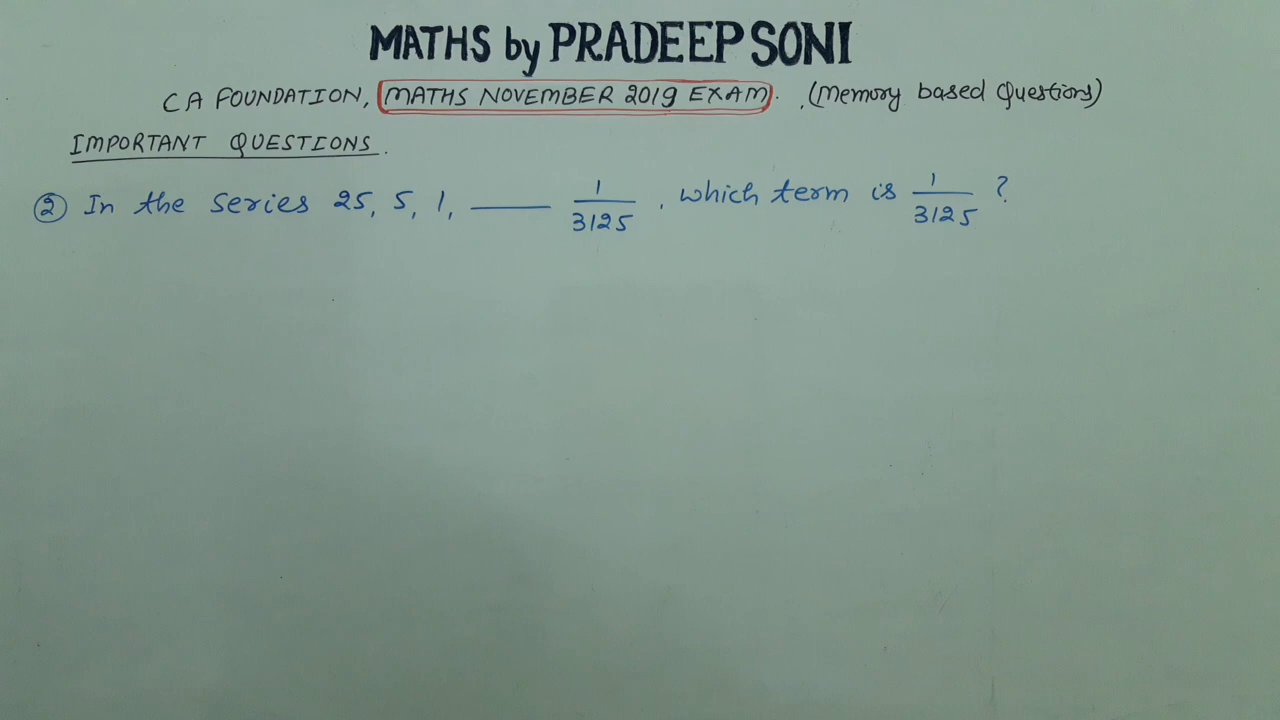 MATHS by PRADEEP SONI
CA FOUNDATION, MATHS NOVEMBER 2019 EXAM. (Memory based Questions)
IMPORTANT QUESTIONS.
② In the series 25, 5, 1, ___ 1/3125, which term is 1/3125 ?